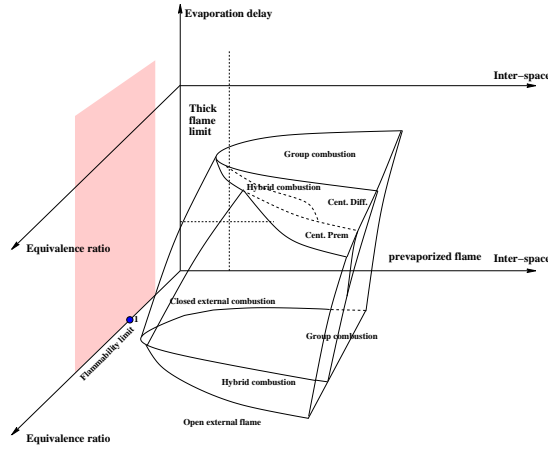 Evaporation delay
Inter-space
Thick
flame
limit
Group combustion
Hybrid combustion
Cent. Diff.
Cent. Prem
Equivalence ratio
prevaporized flame
Inter-space
Closed external combustion
1
Flammability limit
Group combustion
Hybrid combustion
Open external flame
Equivalence ratio